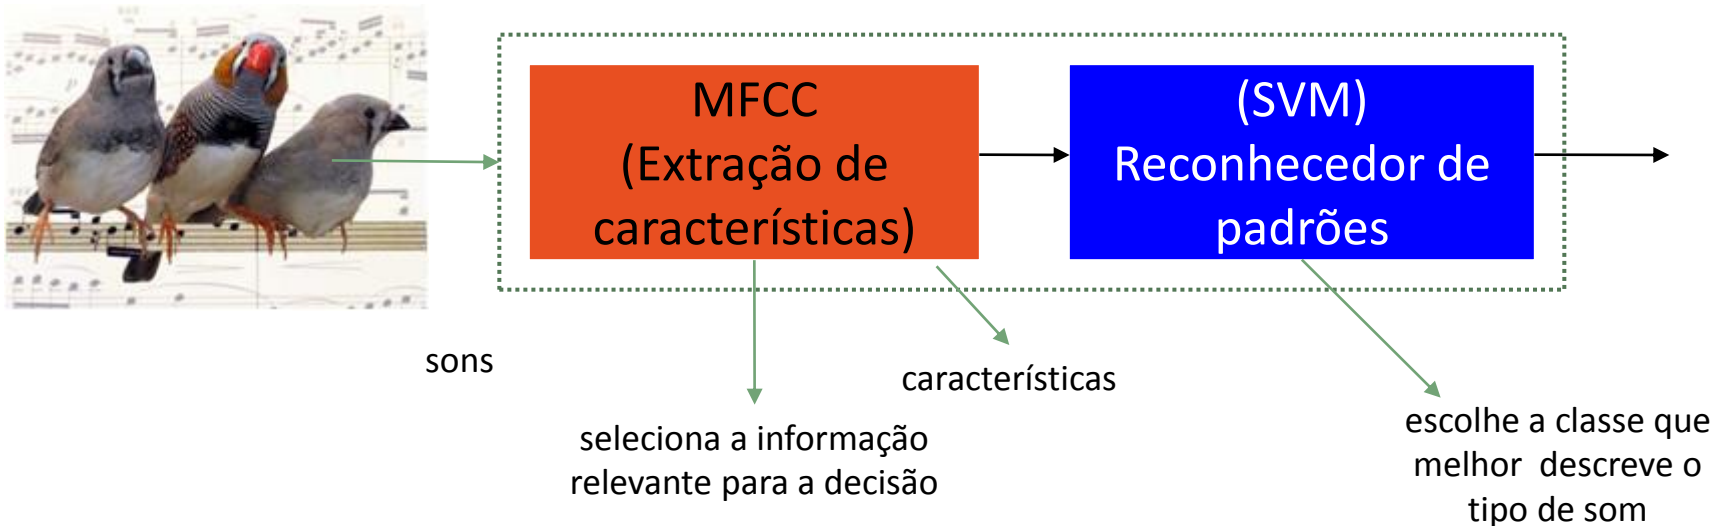 MFCC
(Extração de
características)
(SVM)
Reconhecedor de
padrões
sons
características
seleciona a informação
relevante para a decisão
escolhe a classe que
melhor descreve o
tipo de som